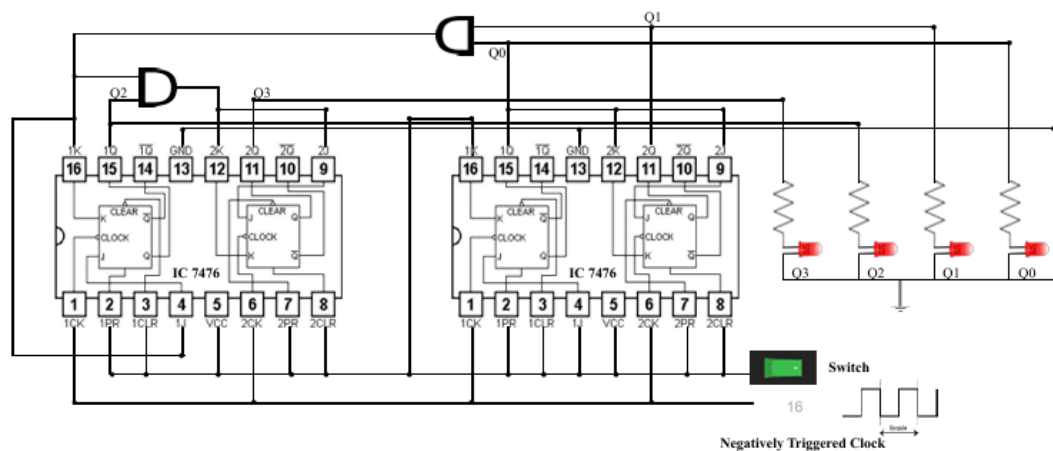 Q1
Q0
Q2
Q3
1K 1Q 1Q GND 2K 2Q 2Q 2J
16 15 14 13 12 11 10 9
CLEAR
K Q
CLOCK
J Q
CLEAR
J Q
CLOCK
K Q
IC 7476
1 2 3 4 5 6 7 8
1CK 1PR 1CLR 1J VCC 2CK 2PR 2CLR
1K 1Q 1Q GND 2K 2Q 2Q 2J
16 15 14 13 12 11 10 9
CLEAR
K Q
CLOCK
J Q
CLEAR
J Q
CLOCK
K Q
IC 7476
1 2 3 4 5 6 7 8
1CK 1PR 1CLR 1J VCC 2CK 2PR 2CLR
Q3 Q2 Q1 Q0
Switch
16
Negatively Triggered Clock